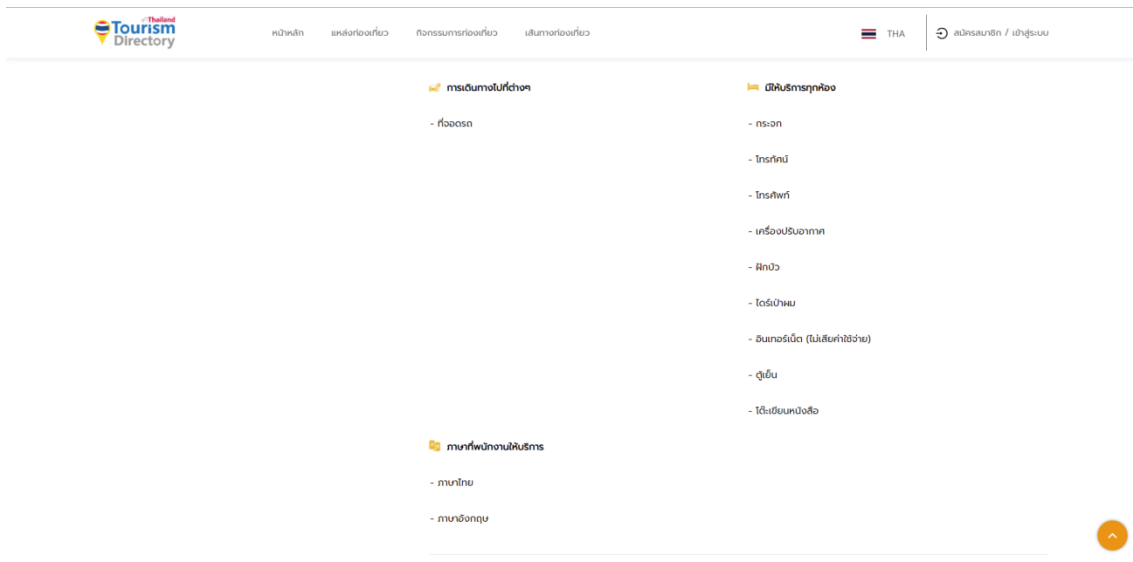 Thailand
Tourism
Directory
หน้าหลัก แหล่งท่องเที่ยว กิจกรรมการท่องเที่ยว เส้นทางท่องเที่ยว THA สมัครสมาชิก / เข้าสู่ระบบ
การเดินทางไปที่ต่างๆ
- ที่จอดรถ
มีให้บริการทุกห้อง
- กระจก
- โทรทัศน์
- โทรศัพท์
- เครื่องปรับอากาศ
- ฝักบัว
- ไดร์เป่าผม
- อินเทอร์เน็ต (ไม่เสียค่าใช้จ่าย)
- ตู้เย็น
- โต๊ะเขียนหนังสือ
ภาษาที่พนักงานให้บริการ
- ภาษาไทย
- ภาษาอังกฤษ